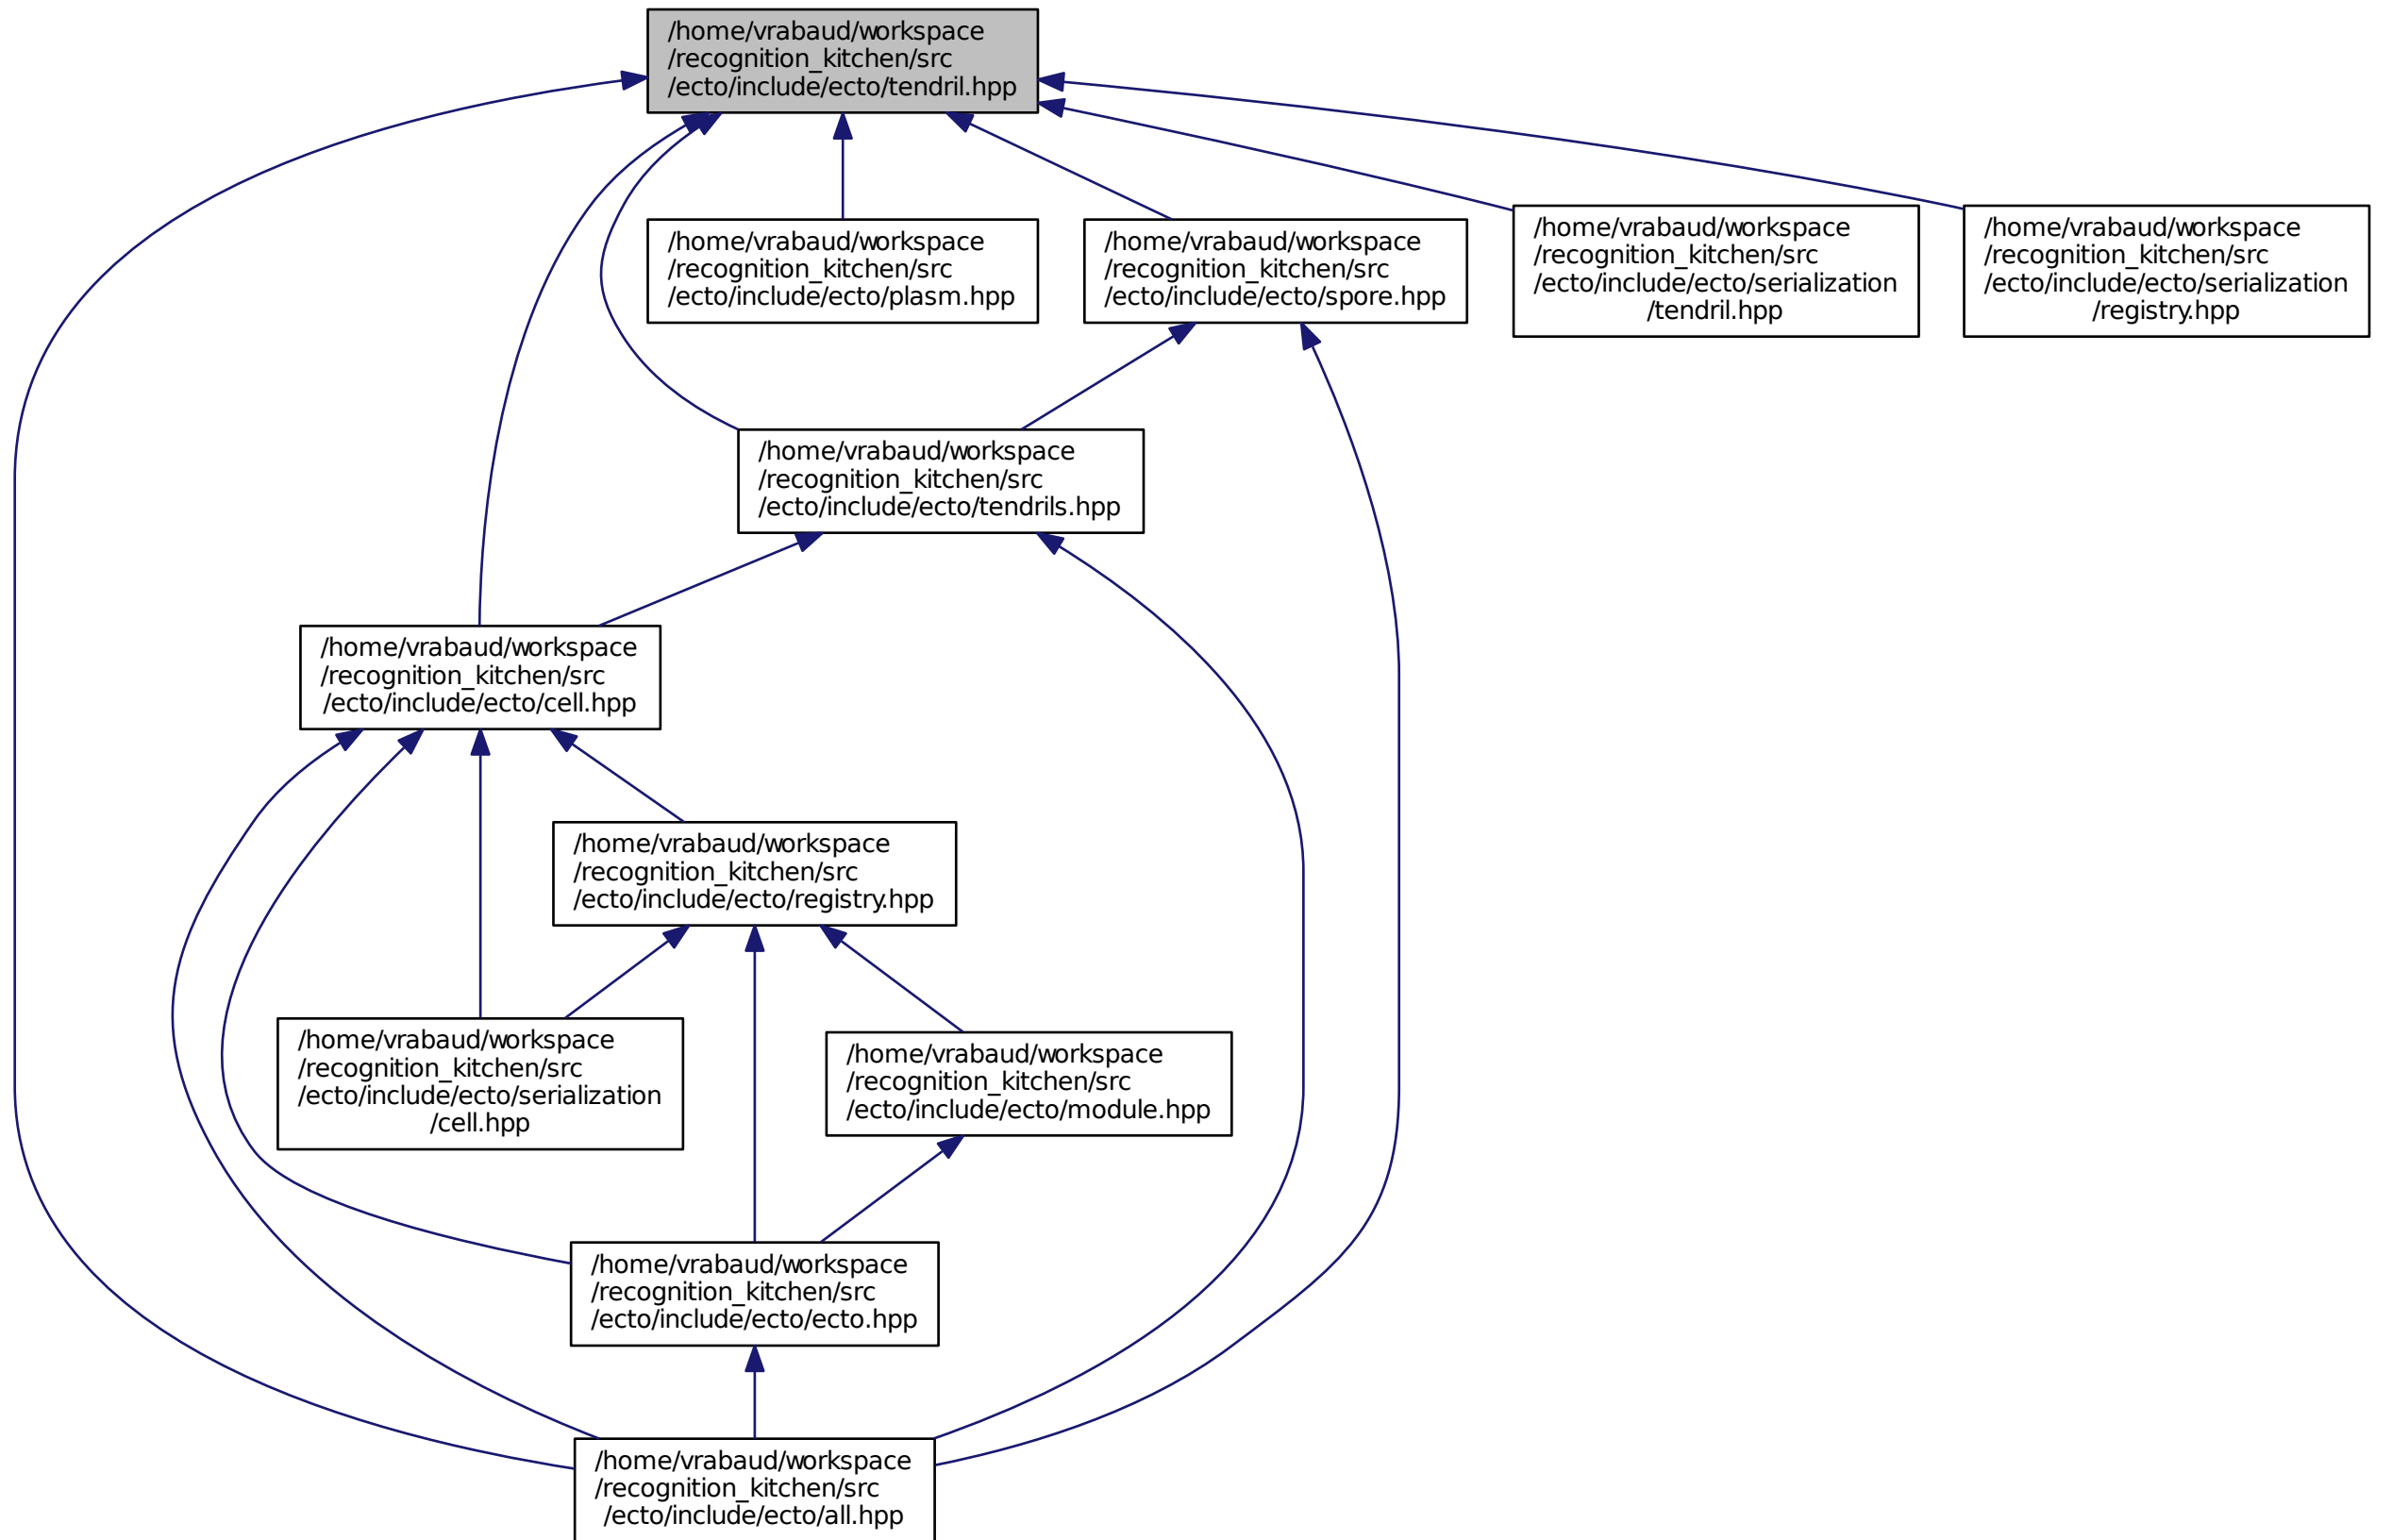 /home/vrabaud/workspace
/recognition_kitchen/src
/ecto/include/ecto/tendril.hpp
/home/vrabaud/workspace
/recognition_kitchen/src
/ecto/include/ecto/plasm.hpp
/home/vrabaud/workspace
/recognition_kitchen/src
/ecto/include/ecto/spore.hpp
/home/vrabaud/workspace
/recognition_kitchen/src
/ecto/include/ecto/serialization
/tendril.hpp
/home/vrabaud/workspace
/recognition_kitchen/src
/ecto/include/ecto/serialization
/registry.hpp
/home/vrabaud/workspace
/recognition_kitchen/src
/ecto/include/ecto/tendrils.hpp
/home/vrabaud/workspace
/recognition_kitchen/src
/ecto/include/ecto/cell.hpp
/home/vrabaud/workspace
/recognition_kitchen/src
/ecto/include/ecto/registry.hpp
/home/vrabaud/workspace
/recognition_kitchen/src
/ecto/include/ecto/serialization
/cell.hpp
/home/vrabaud/workspace
/recognition_kitchen/src
/ecto/include/ecto/module.hpp
/home/vrabaud/workspace
/recognition_kitchen/src
/ecto/include/ecto/ecto.hpp
/home/vrabaud/workspace
/recognition_kitchen/src
/ecto/include/ecto/all.hpp